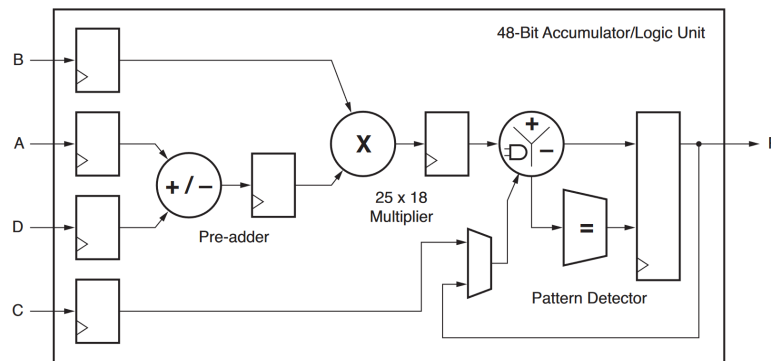 48-Bit Accumulator/Logic Unit
B
A
X
+
−
+ / −
25 x 18
Multiplier
D
Pre-adder
=
Pattern Detector
C